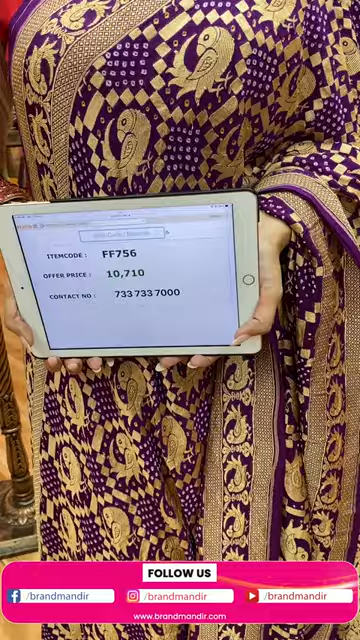 ITEMCODE : FF756
OFFER PRICE : 10,710
CONTACT NO : 733 733 7000
FOLLOW US
/brandmandir /brandmandir /brandmandir
www.brandmandir.com